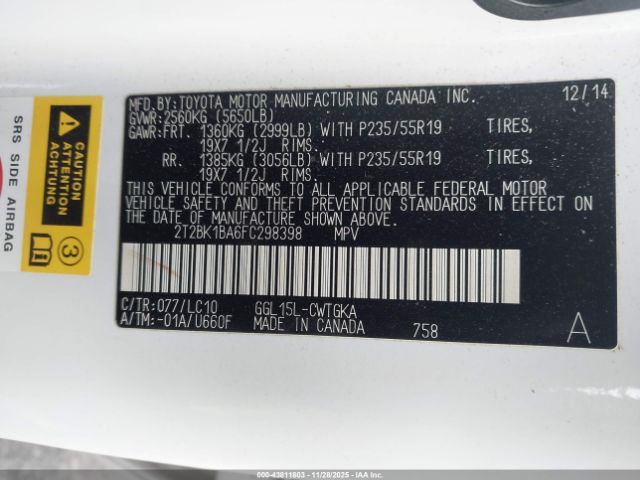 MFD.BY:TOYOTA MOTOR MANUFACTURING CANADA INC. 12/14
GVWR:2560KG (5650LB)
GAWR:FRT. 1360KG (2999LB) WITH P235/55R19 TIRES,
19X7 1/2J RIMS.
RR. 1385KG (3056LB) WITH P235/55R19 TIRES,
19X7 1/2J RIMS.
THIS VEHICLE CONFORMS TO ALL APPLICABLE FEDERAL MOTOR
VEHICLE SAFETY AND THEFT PREVENTION STANDARDS IN EFFECT ON
THE DATE OF MANUFACTURE SHOWN ABOVE.
2T2BK1BA6FC298398 MPV
C/TR:077/LC10 GGL15L-CWTGKA
A/TM:-01A/U660F MADE IN CANADA 758 A
SRS SIDE AIRBAG
CAUTION
ATTENTION
ACHTUNG
3
000-43811803 - 11/28/2025 - IAAI.COM